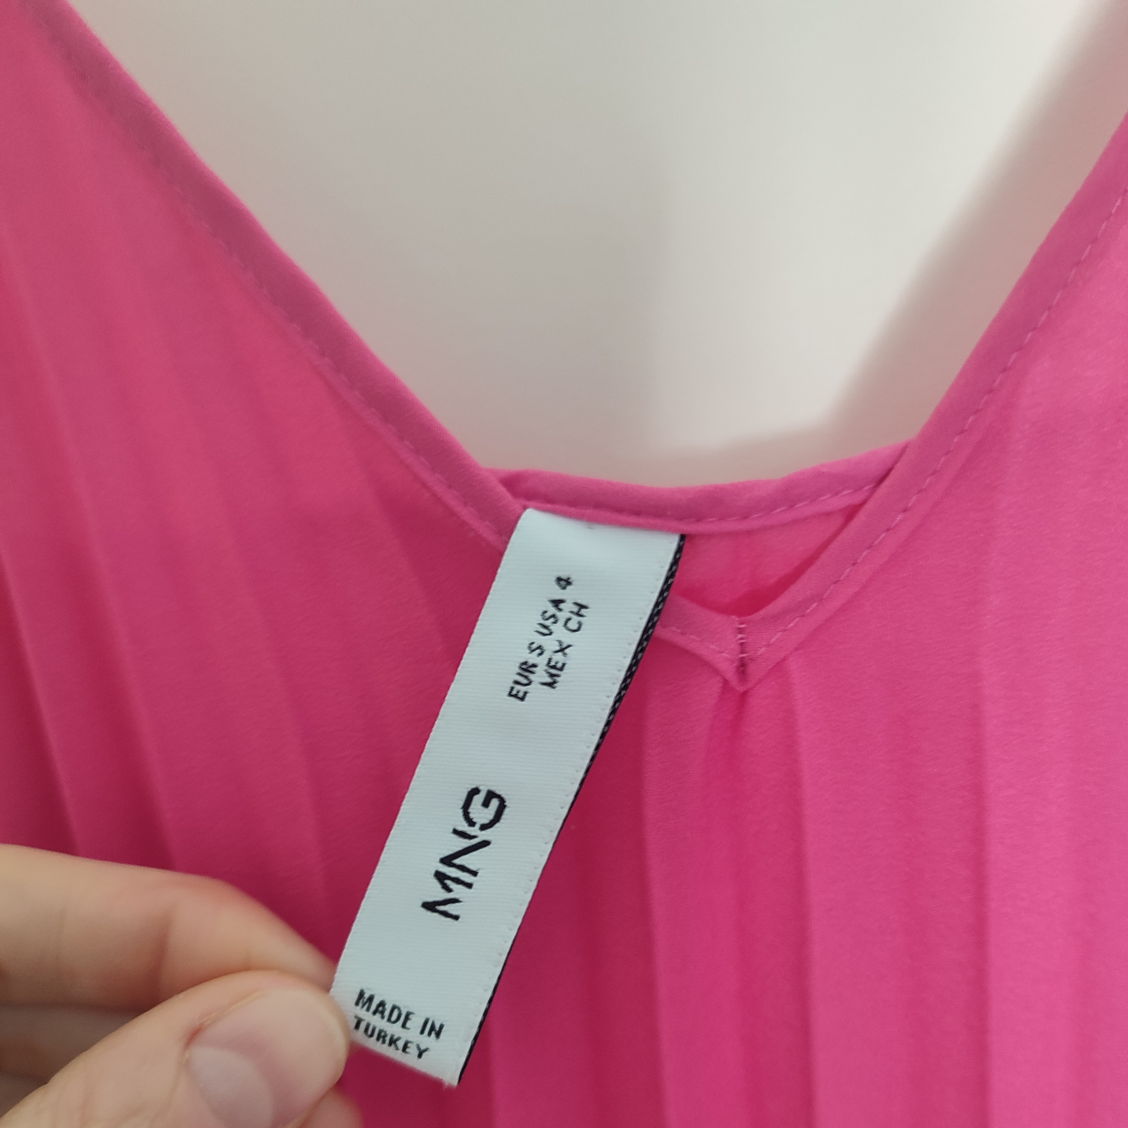 EUR S USA 4
MEX CH
MNG
MADE IN
TURKEY